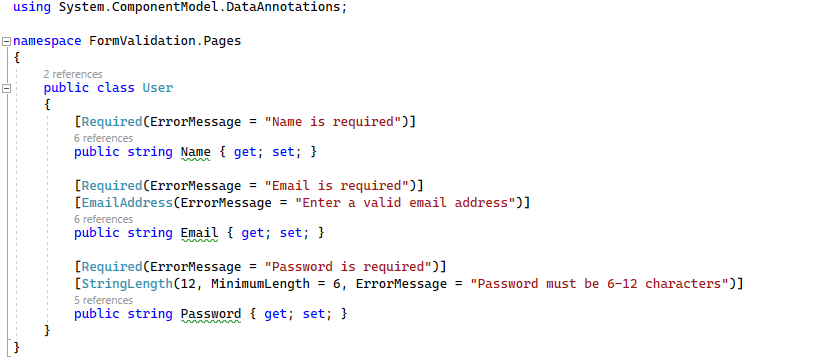 using System.ComponentModel.DataAnnotations;
namespace FormValidation.Pages
{
2 references
public class User
{
[Required(ErrorMessage = "Name is required")]
6 references
public string Name { get; set; }
[Required(ErrorMessage = "Email is required")]
[EmailAddress(ErrorMessage = "Enter a valid email address")]
6 references
public string Email { get; set; }
[Required(ErrorMessage = "Password is required")]
[StringLength(12, MinimumLength = 6, ErrorMessage = "Password must be 6-12 characters")]
5 references
public string Password { get; set; }
}
}